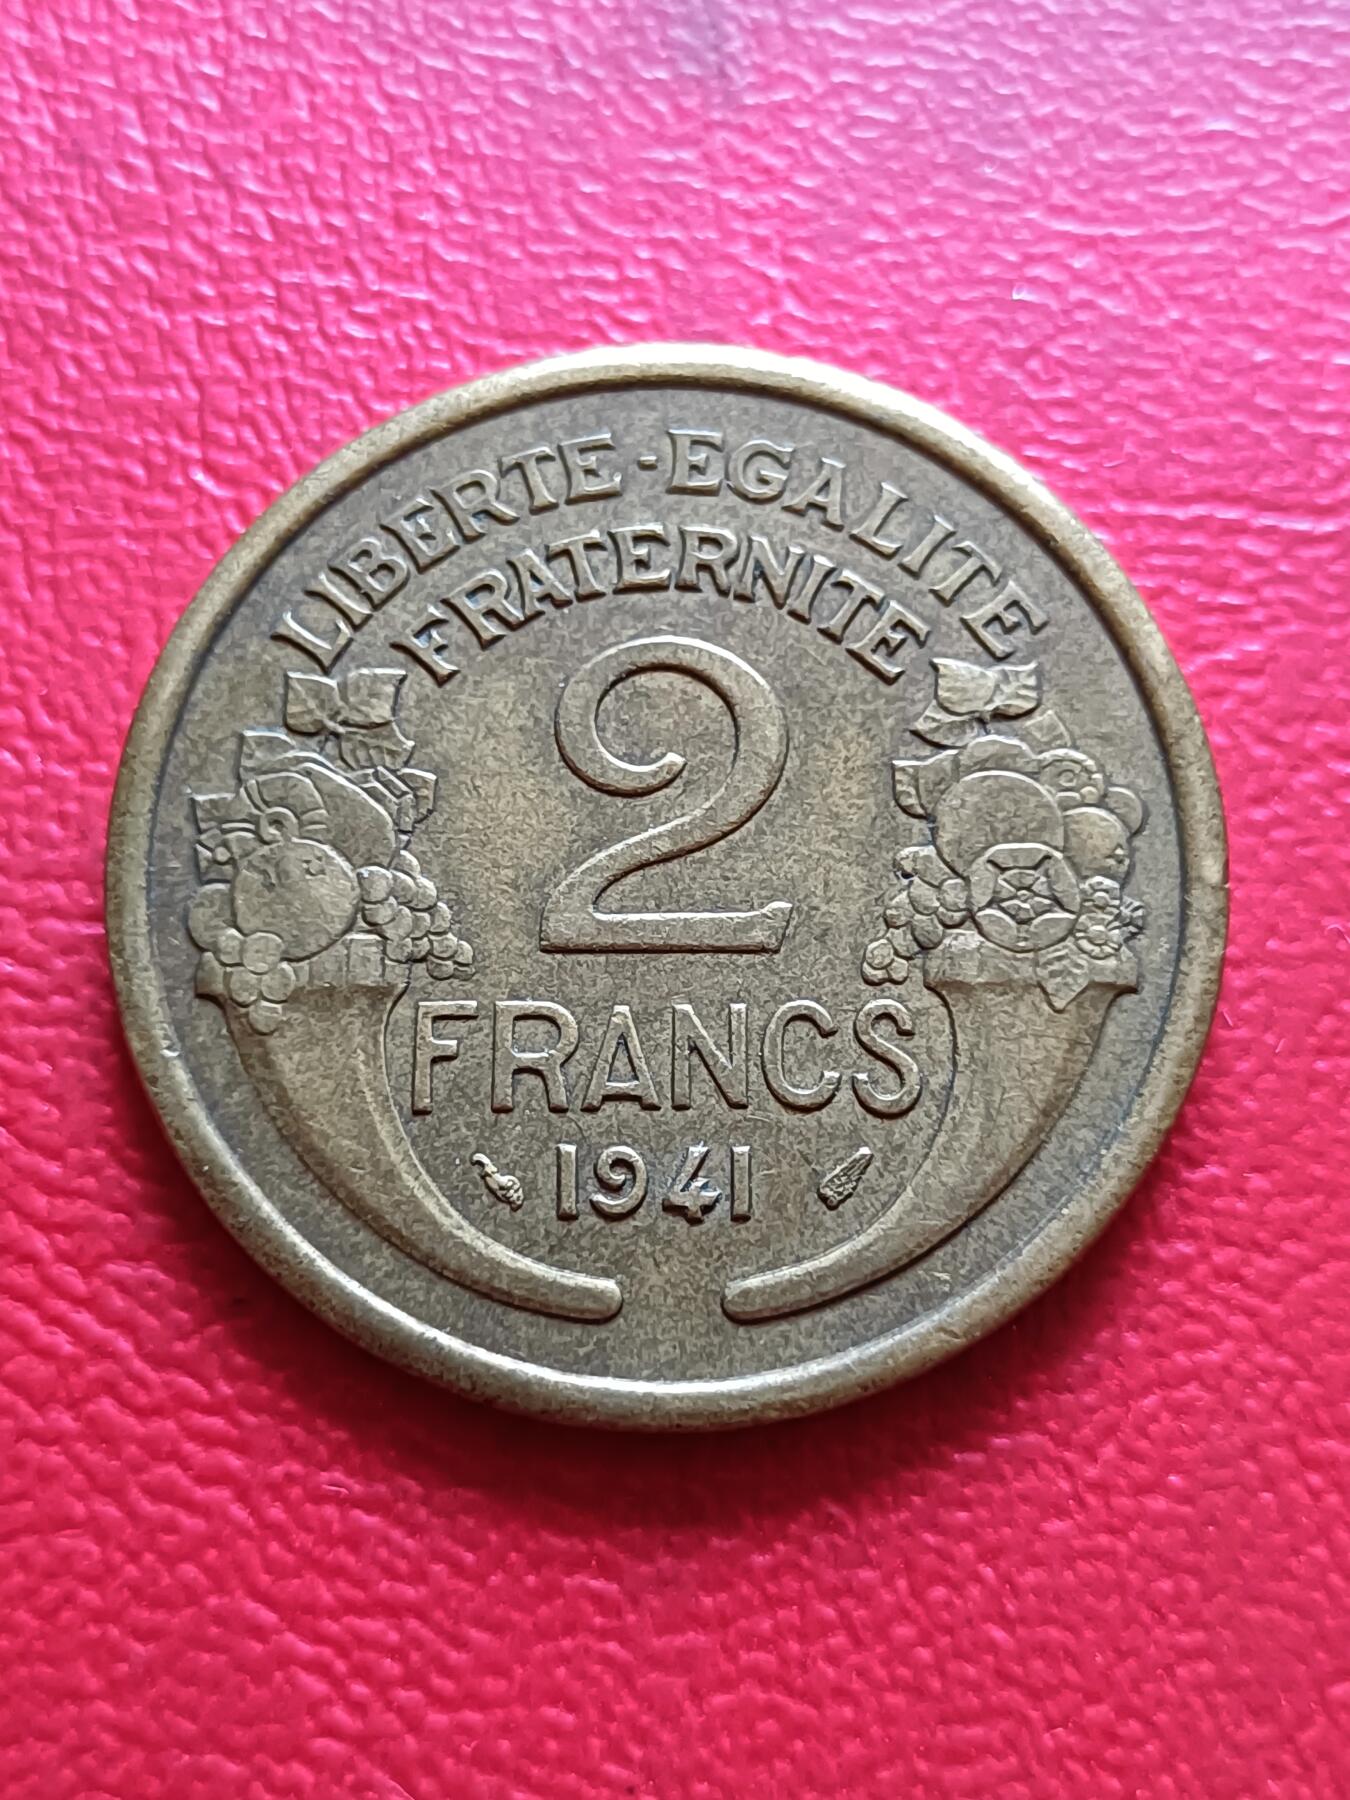 LIBERTE-EGALITE
FRATERNITE
2
FRANCS
1941